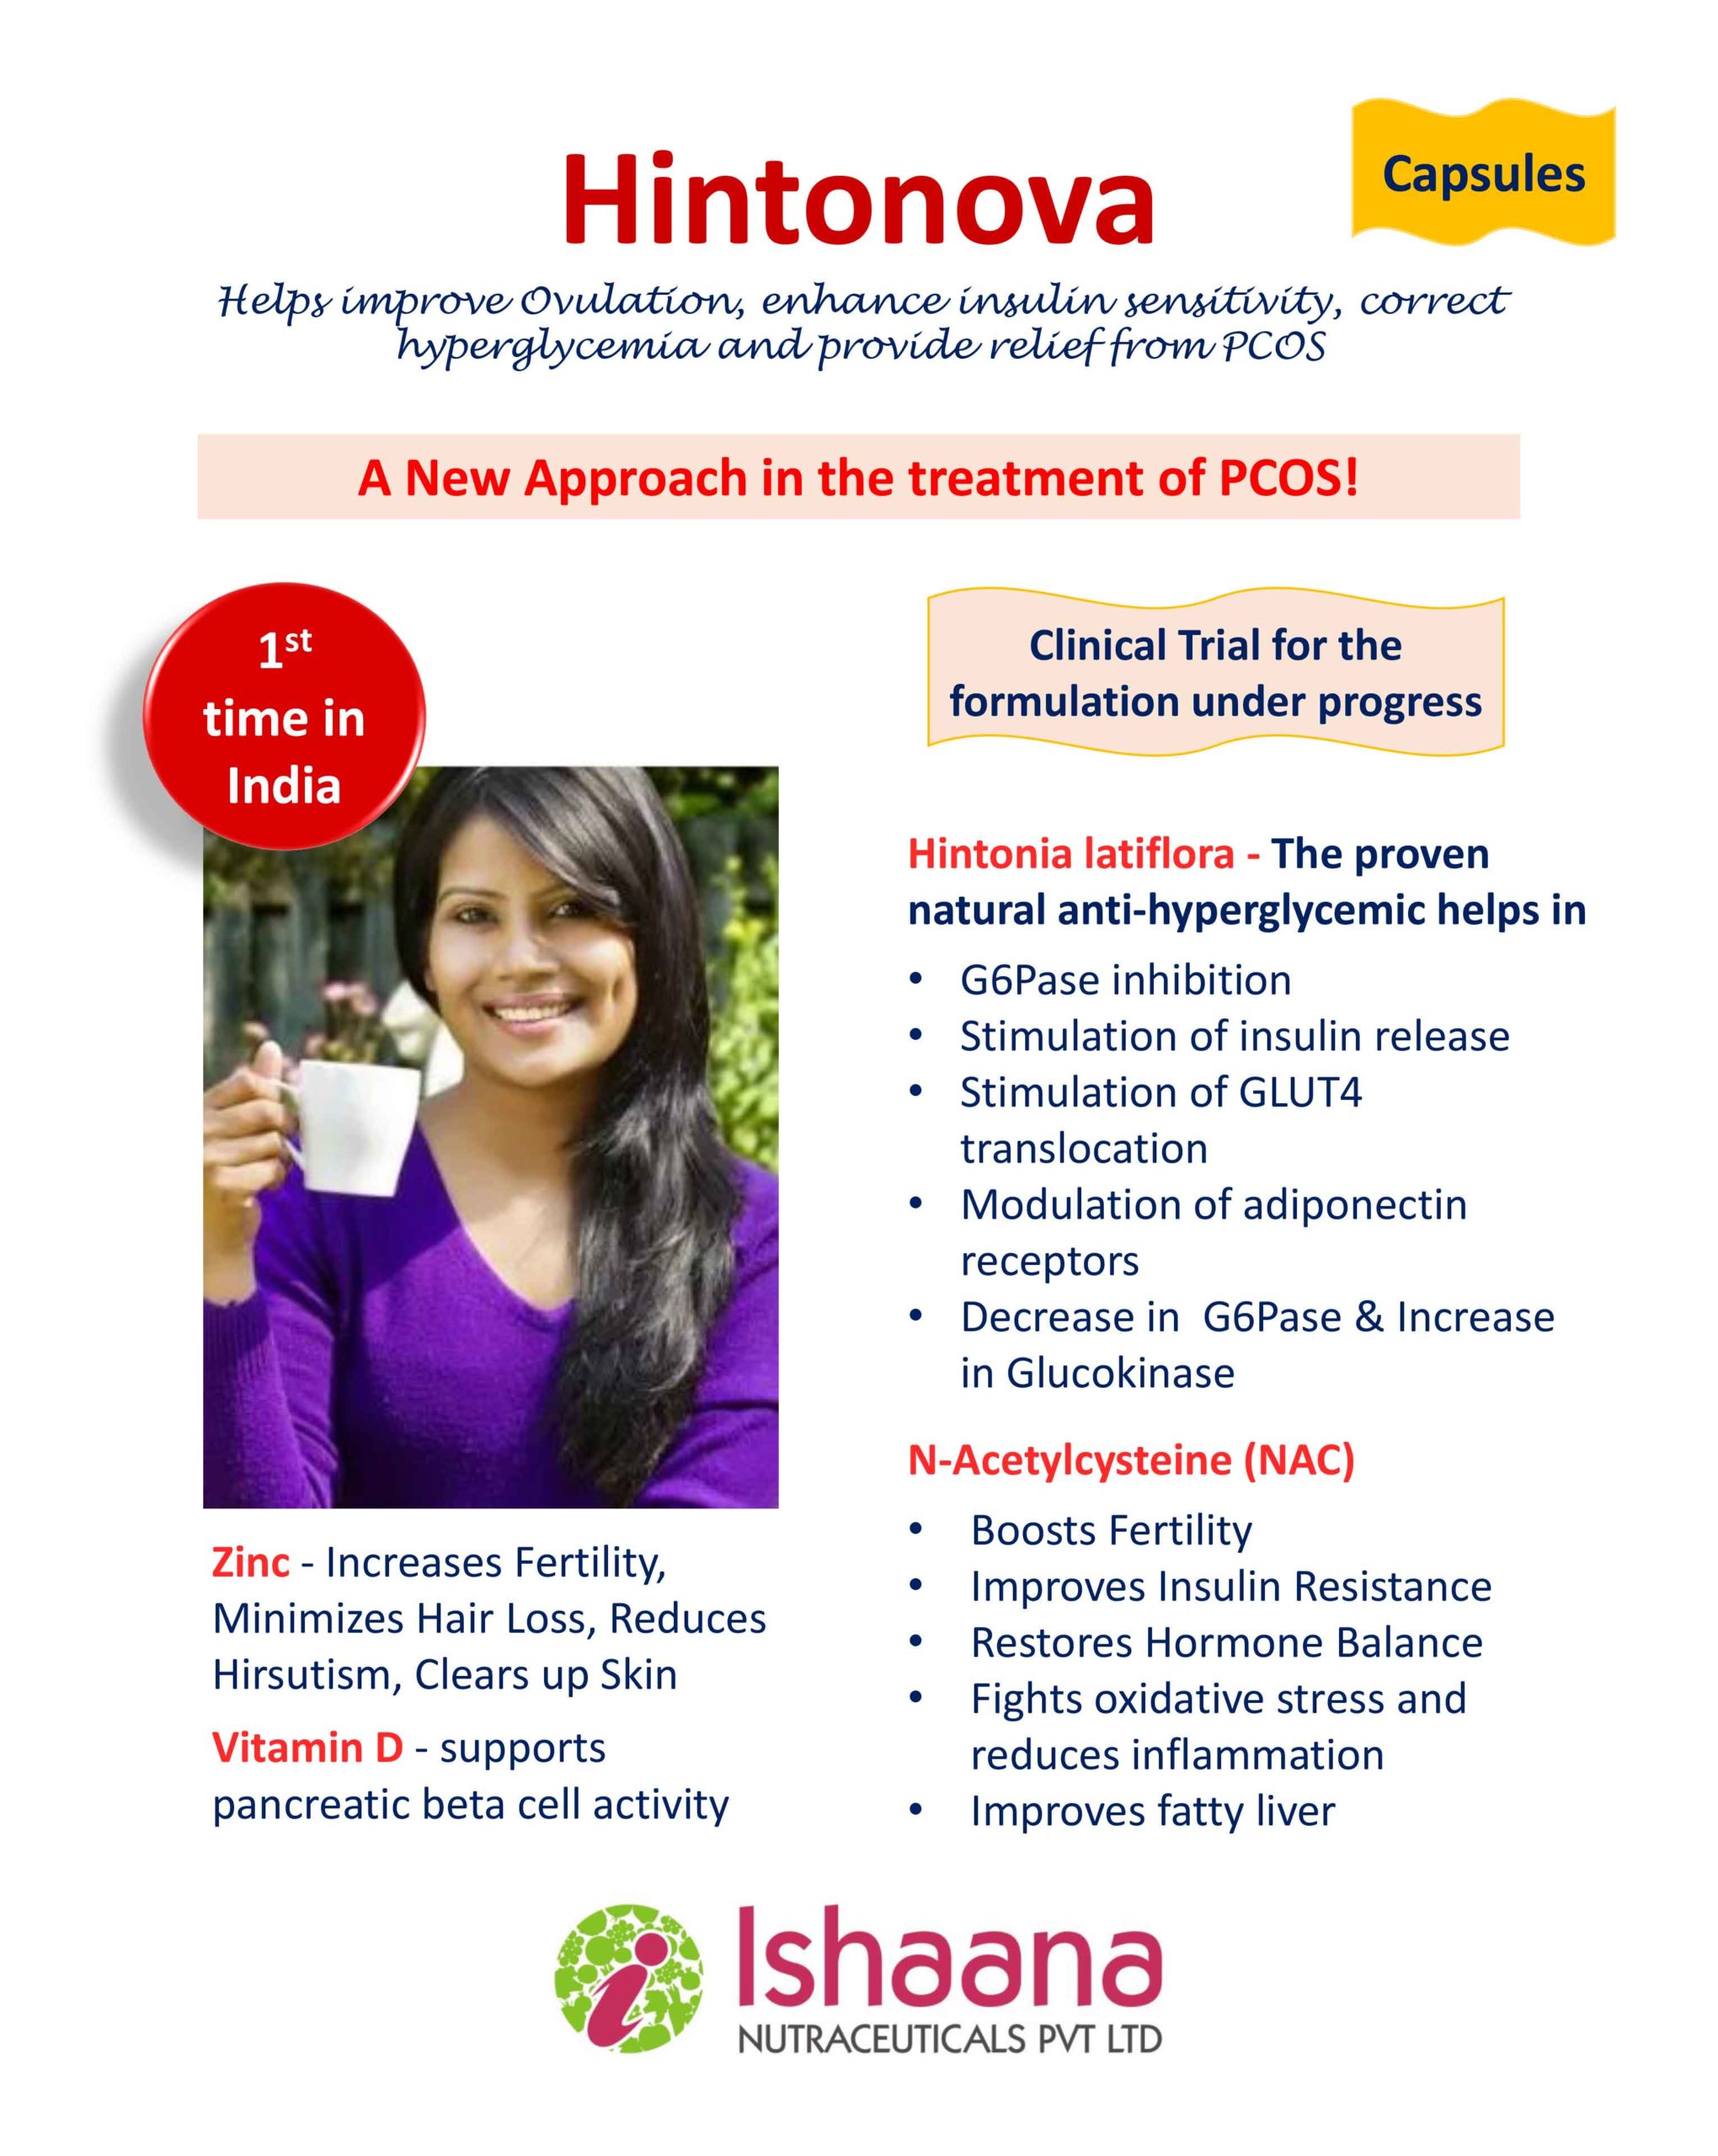 Hintonova
Capsules
Helps improve Ovulation, enhance insulin sensitivity, correct
hyperglycemia and provide relief from PCOS
A New Approach in the treatment of PCOS!
1st
time in
India
Clinical Trial for the
formulation under progress
Hintonia latiflora - The proven
natural anti-hyperglycemic helps in
• G6Pase inhibition
• Stimulation of insulin release
• Stimulation of GLUT4
translocation
• Modulation of adiponectin
receptors
• Decrease in G6Pase & Increase
in Glucokinase
N-Acetylcysteine (NAC)
• Boosts Fertility
• Improves Insulin Resistance
• Restores Hormone Balance
• Fights oxidative stress and
reduces inflammation
• Improves fatty liver
Zinc - Increases Fertility,
Minimizes Hair Loss, Reduces
Hirsutism, Clears up Skin
Vitamin D - supports
pancreatic beta cell activity
i
Ishaana
NUTRACEUTICALS PVT LTD